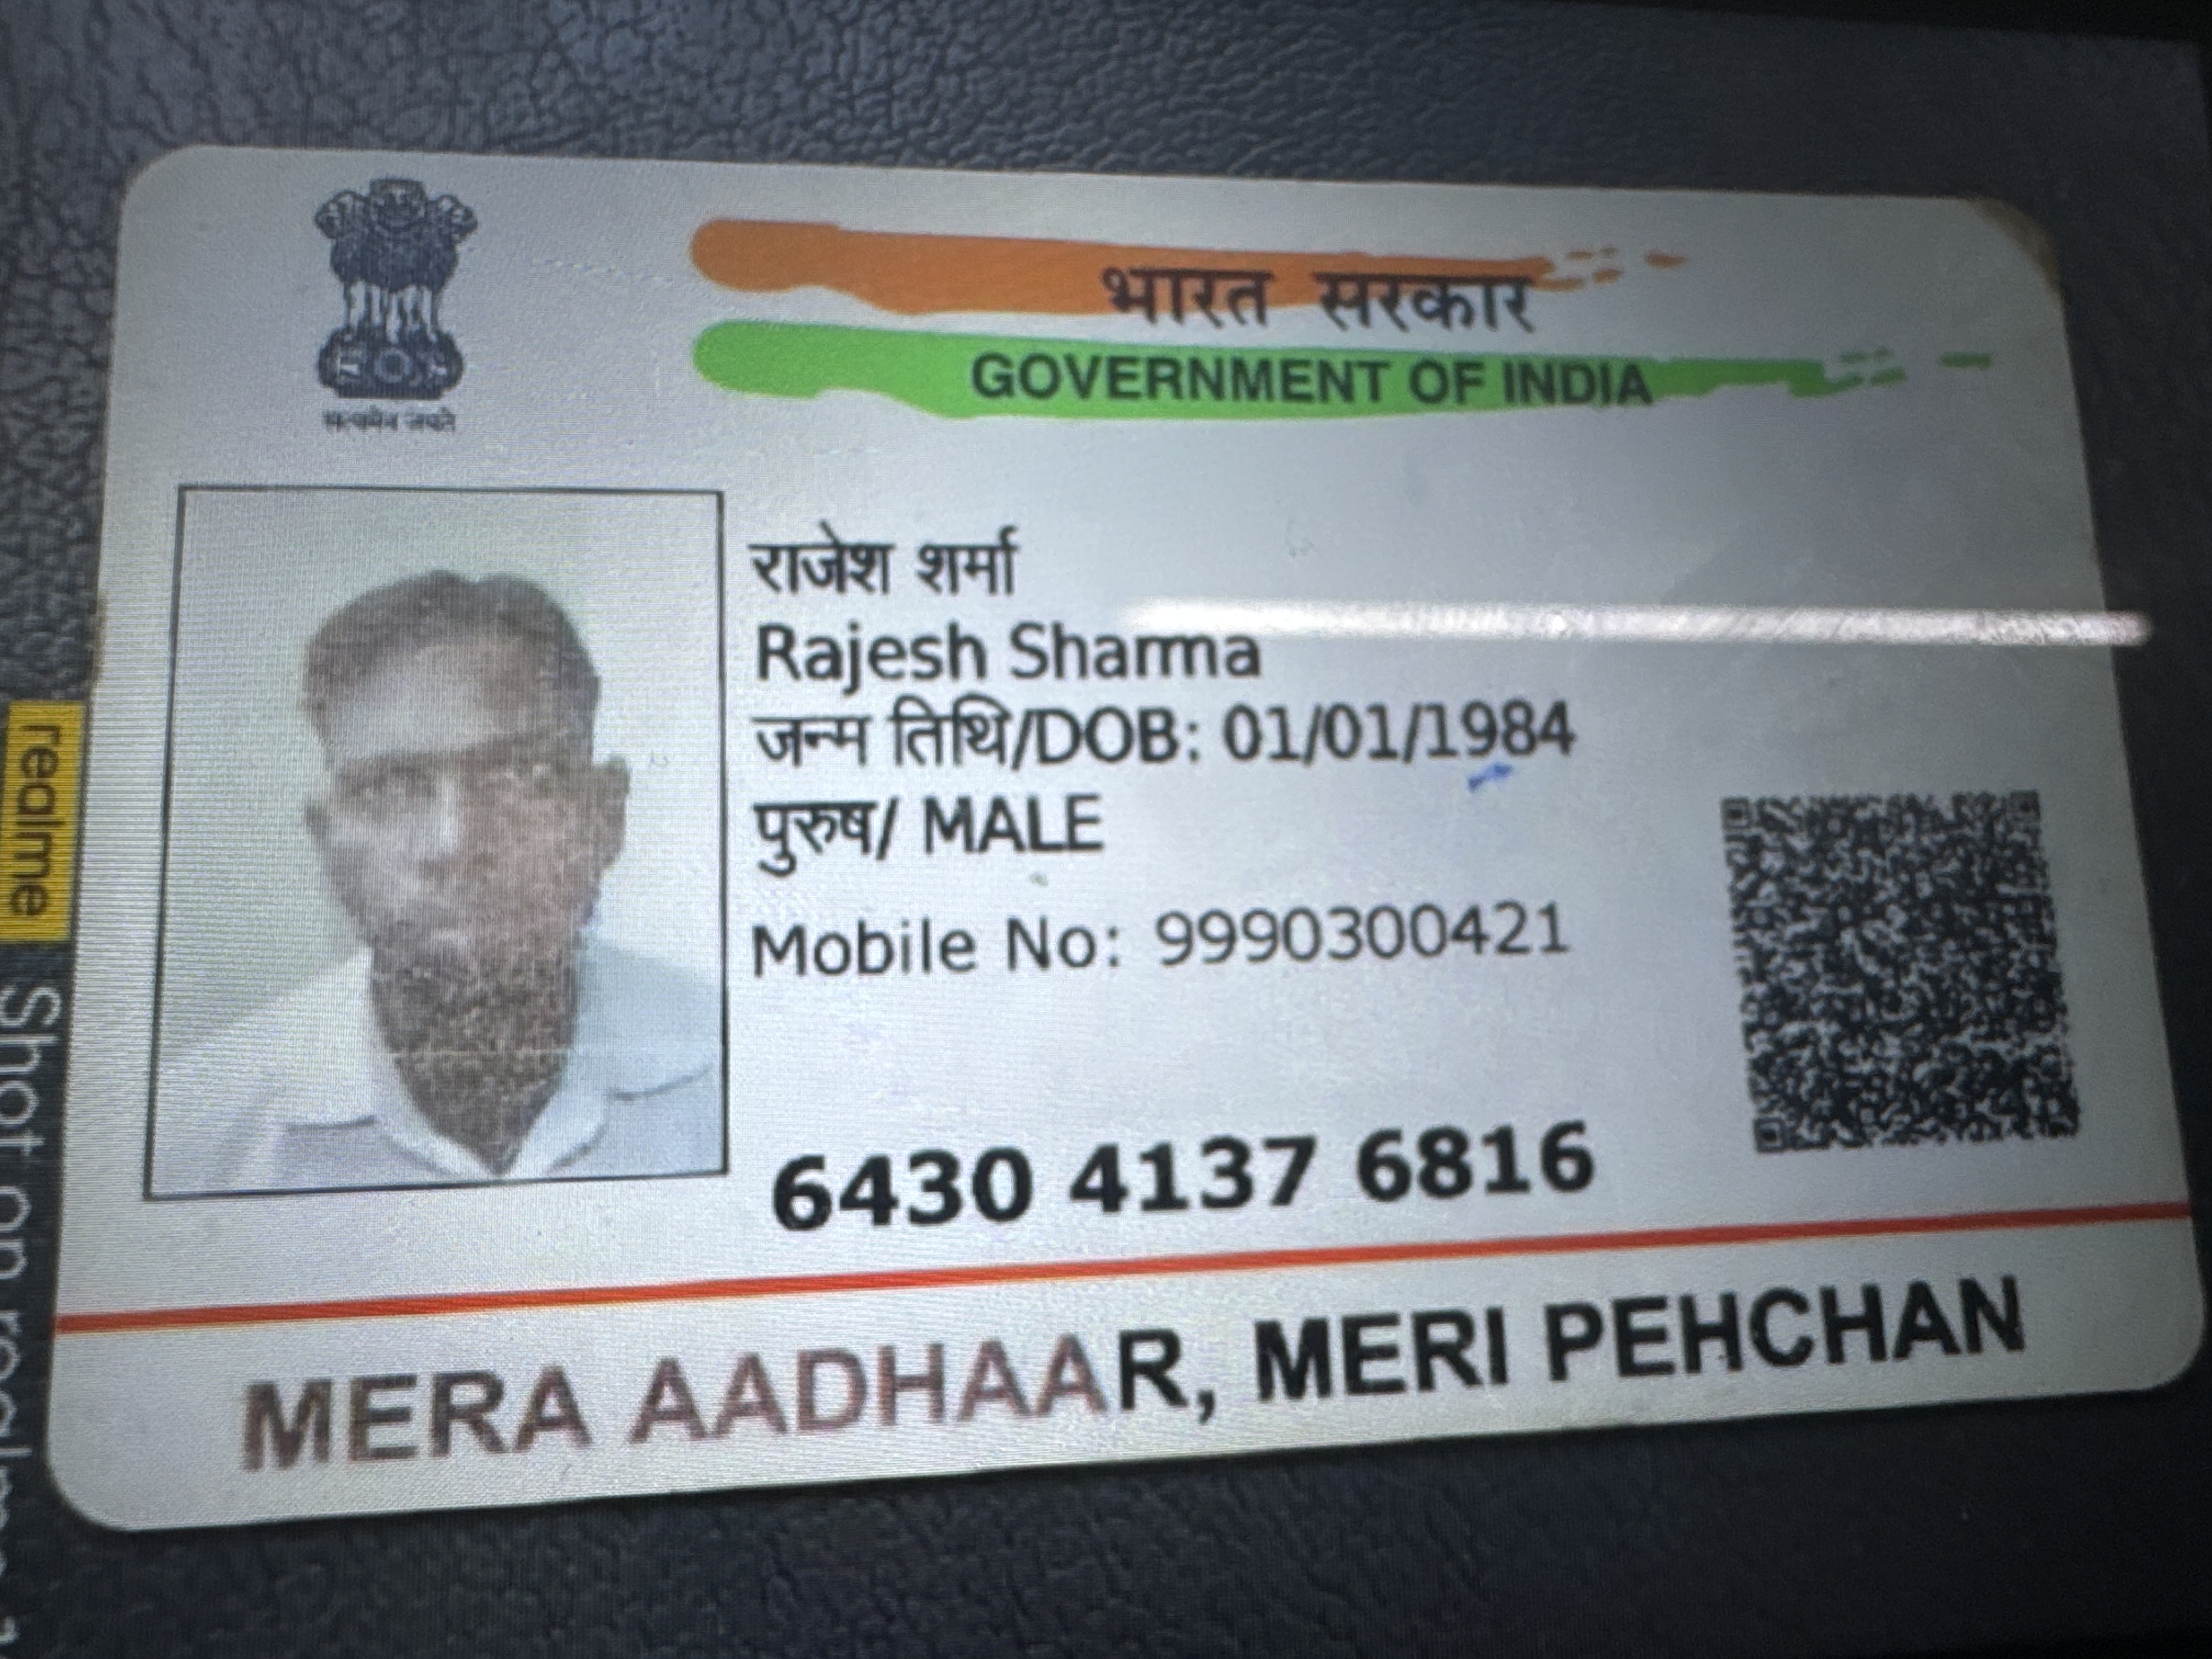 भारत सरकार
GOVERNMENT OF INDIA
सत्यमेव जयते
राजेश शर्मा
Rajesh Sharma
जन्म तिथि/DOB: 01/01/1984
पुरुष/ MALE
Mobile No: 9990300421
6430 4137 6816
MERA AADHAAR, MERI PEHCHAN
realme
Shot on realme